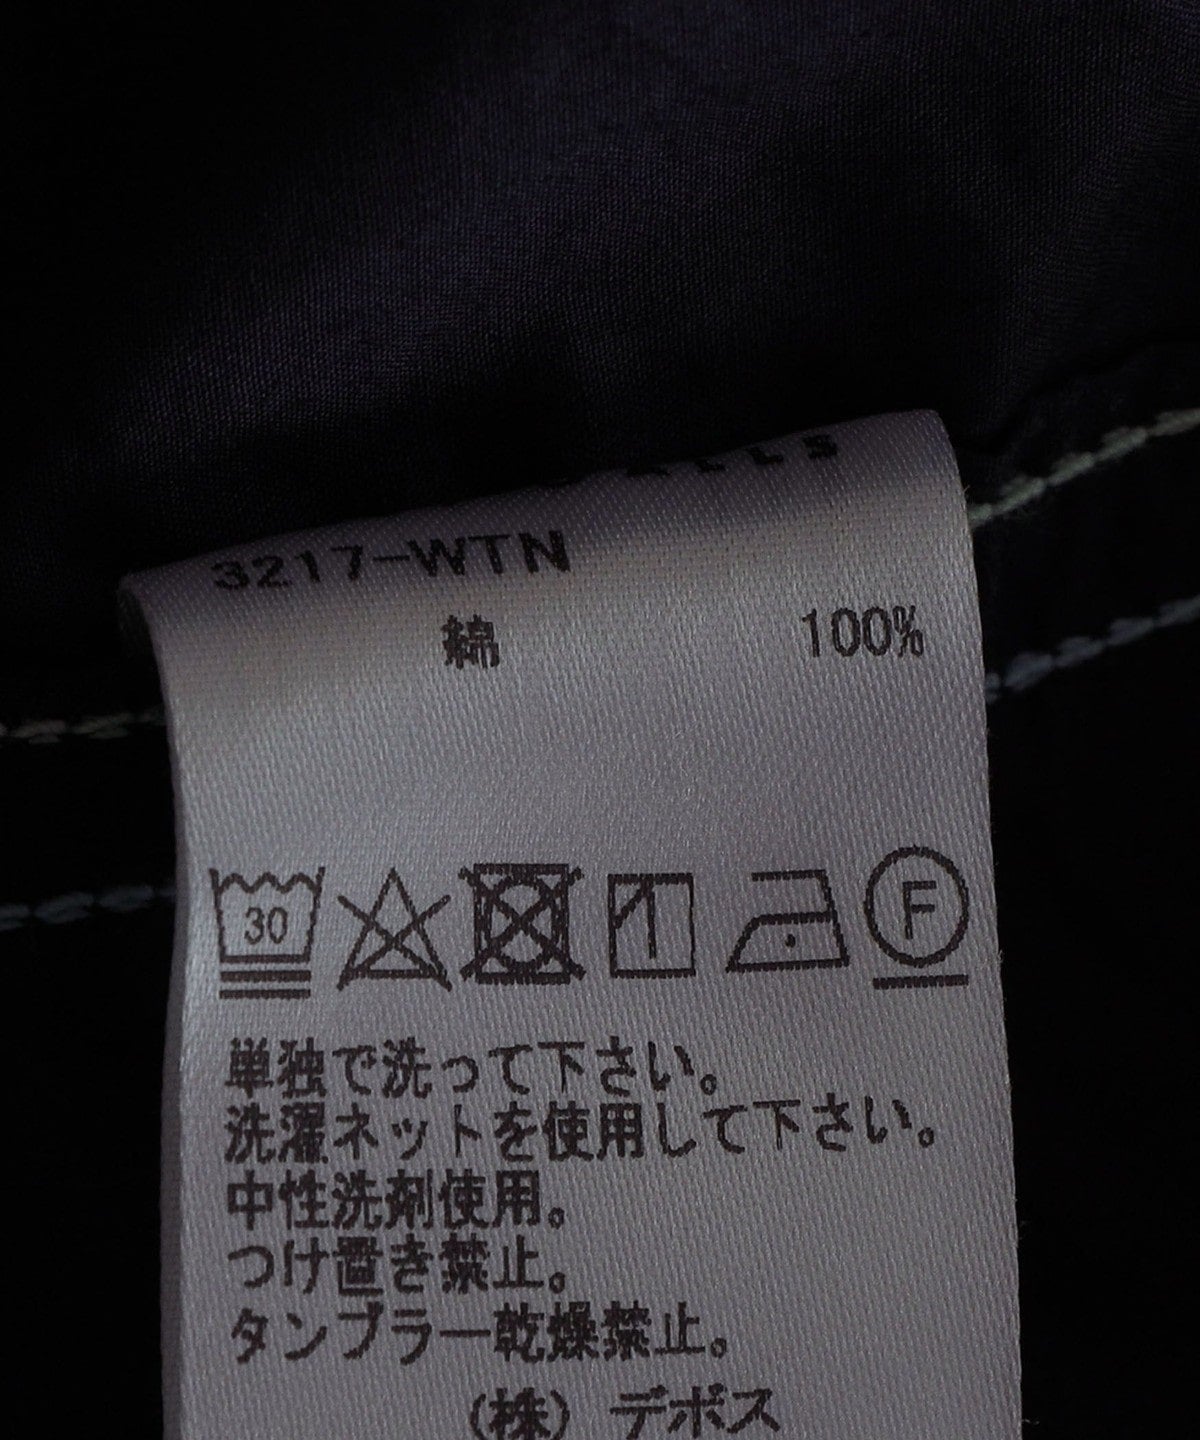 3217-WTN
綿 100%
30
F
単独で洗って下さい。
洗濯ネットを使用して下さい。
中性洗剤使用。
つけ置き禁止。
タンブラー乾燥禁止。
(株) デボス